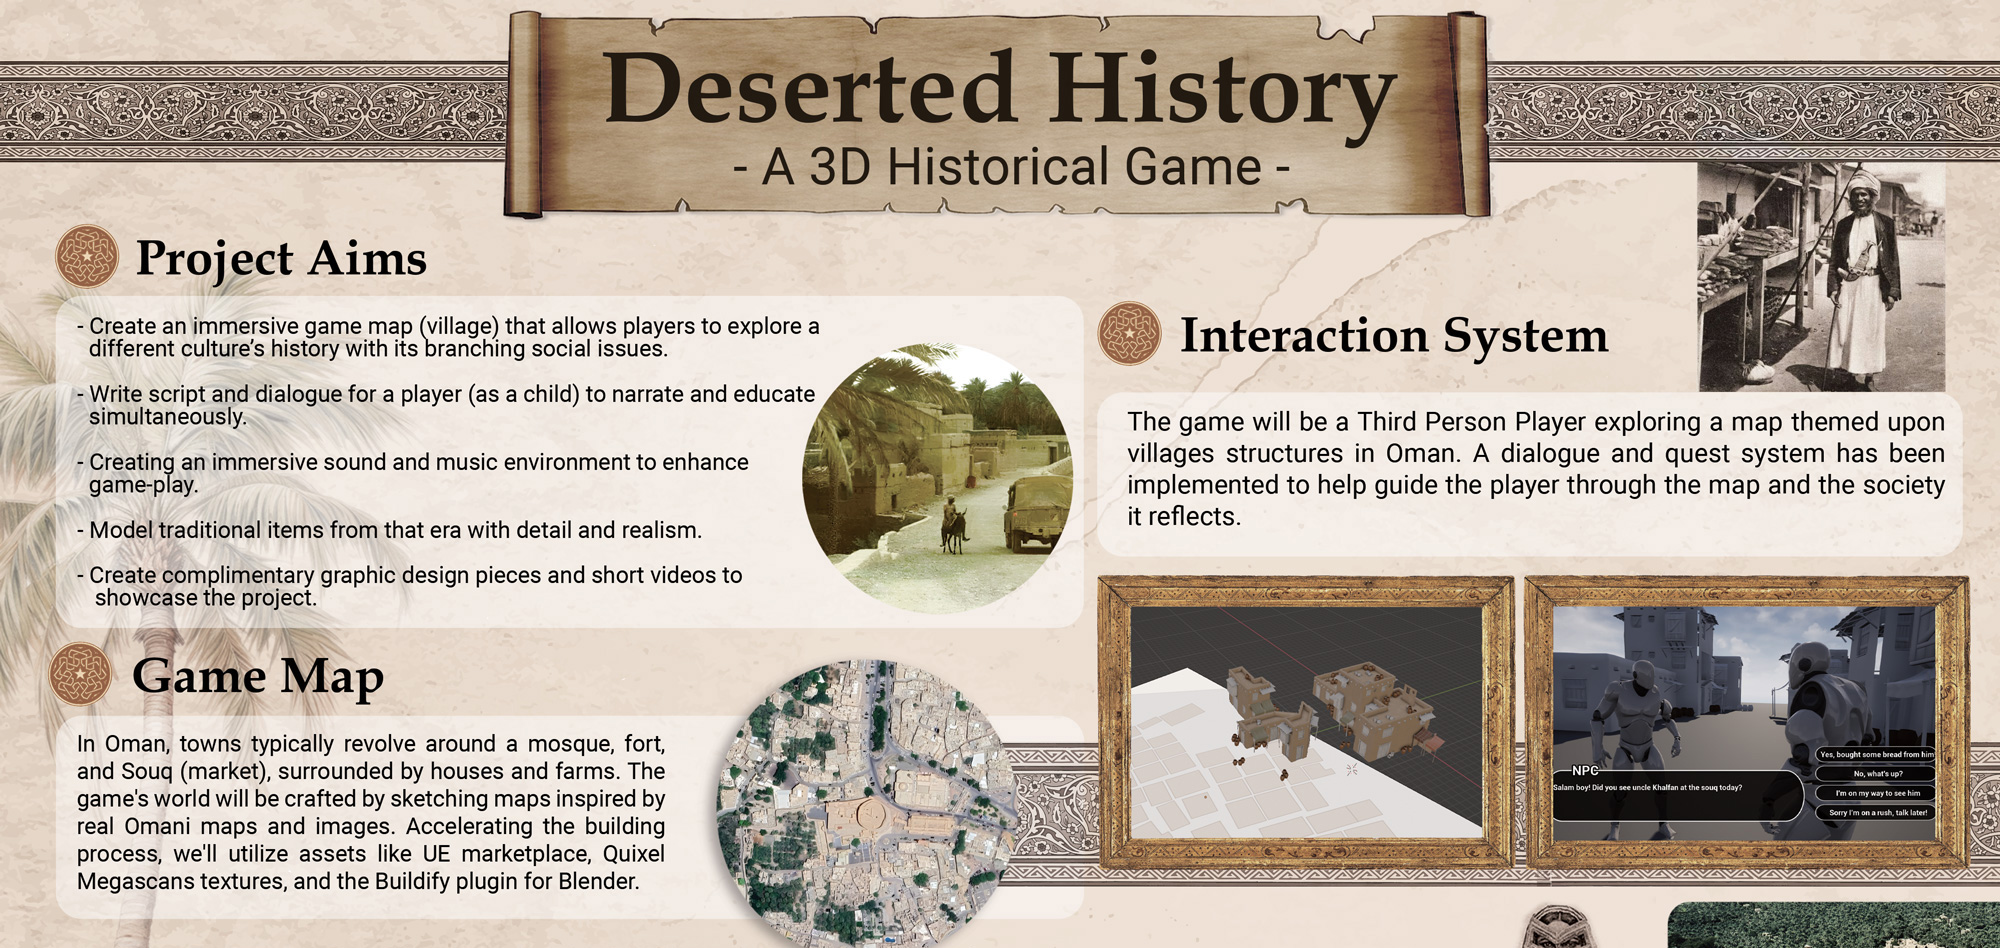 Deserted History
- A 3D Historical Game -
Project Aims
- Create an immersive game map (village) that allows players to explore a
different culture's history with its branching social issues.
- Write script and dialogue for a player (as a child) to narrate and educate
simultaneously.
- Creating an immersive sound and music environment to enhance
game-play.
- Model traditional items from that era with detail and realism.
- Create complimentary graphic design pieces and short videos to
showcase the project.
Game Map
In Oman, towns typically revolve around a mosque, fort,
and Souq (market), surrounded by houses and farms. The
game's world will be crafted by sketching maps inspired by
real Omani maps and images. Accelerating the building
process, we'll utilize assets like UE marketplace, Quixel
Megascans textures, and the Buildify plugin for Blender.
Interaction System
The game will be a Third Person Player exploring a map themed upon
villages structures in Oman. A dialogue and quest system has been
implemented to help guide the player through the map and the society
it reflects.
NPC
Salam boy! Did you see uncle Khalfan at the souq today?
Yes, bought some bread from him
No, what's up?
I'm on my way to see him
Sorry I'm on a rush, talk later!